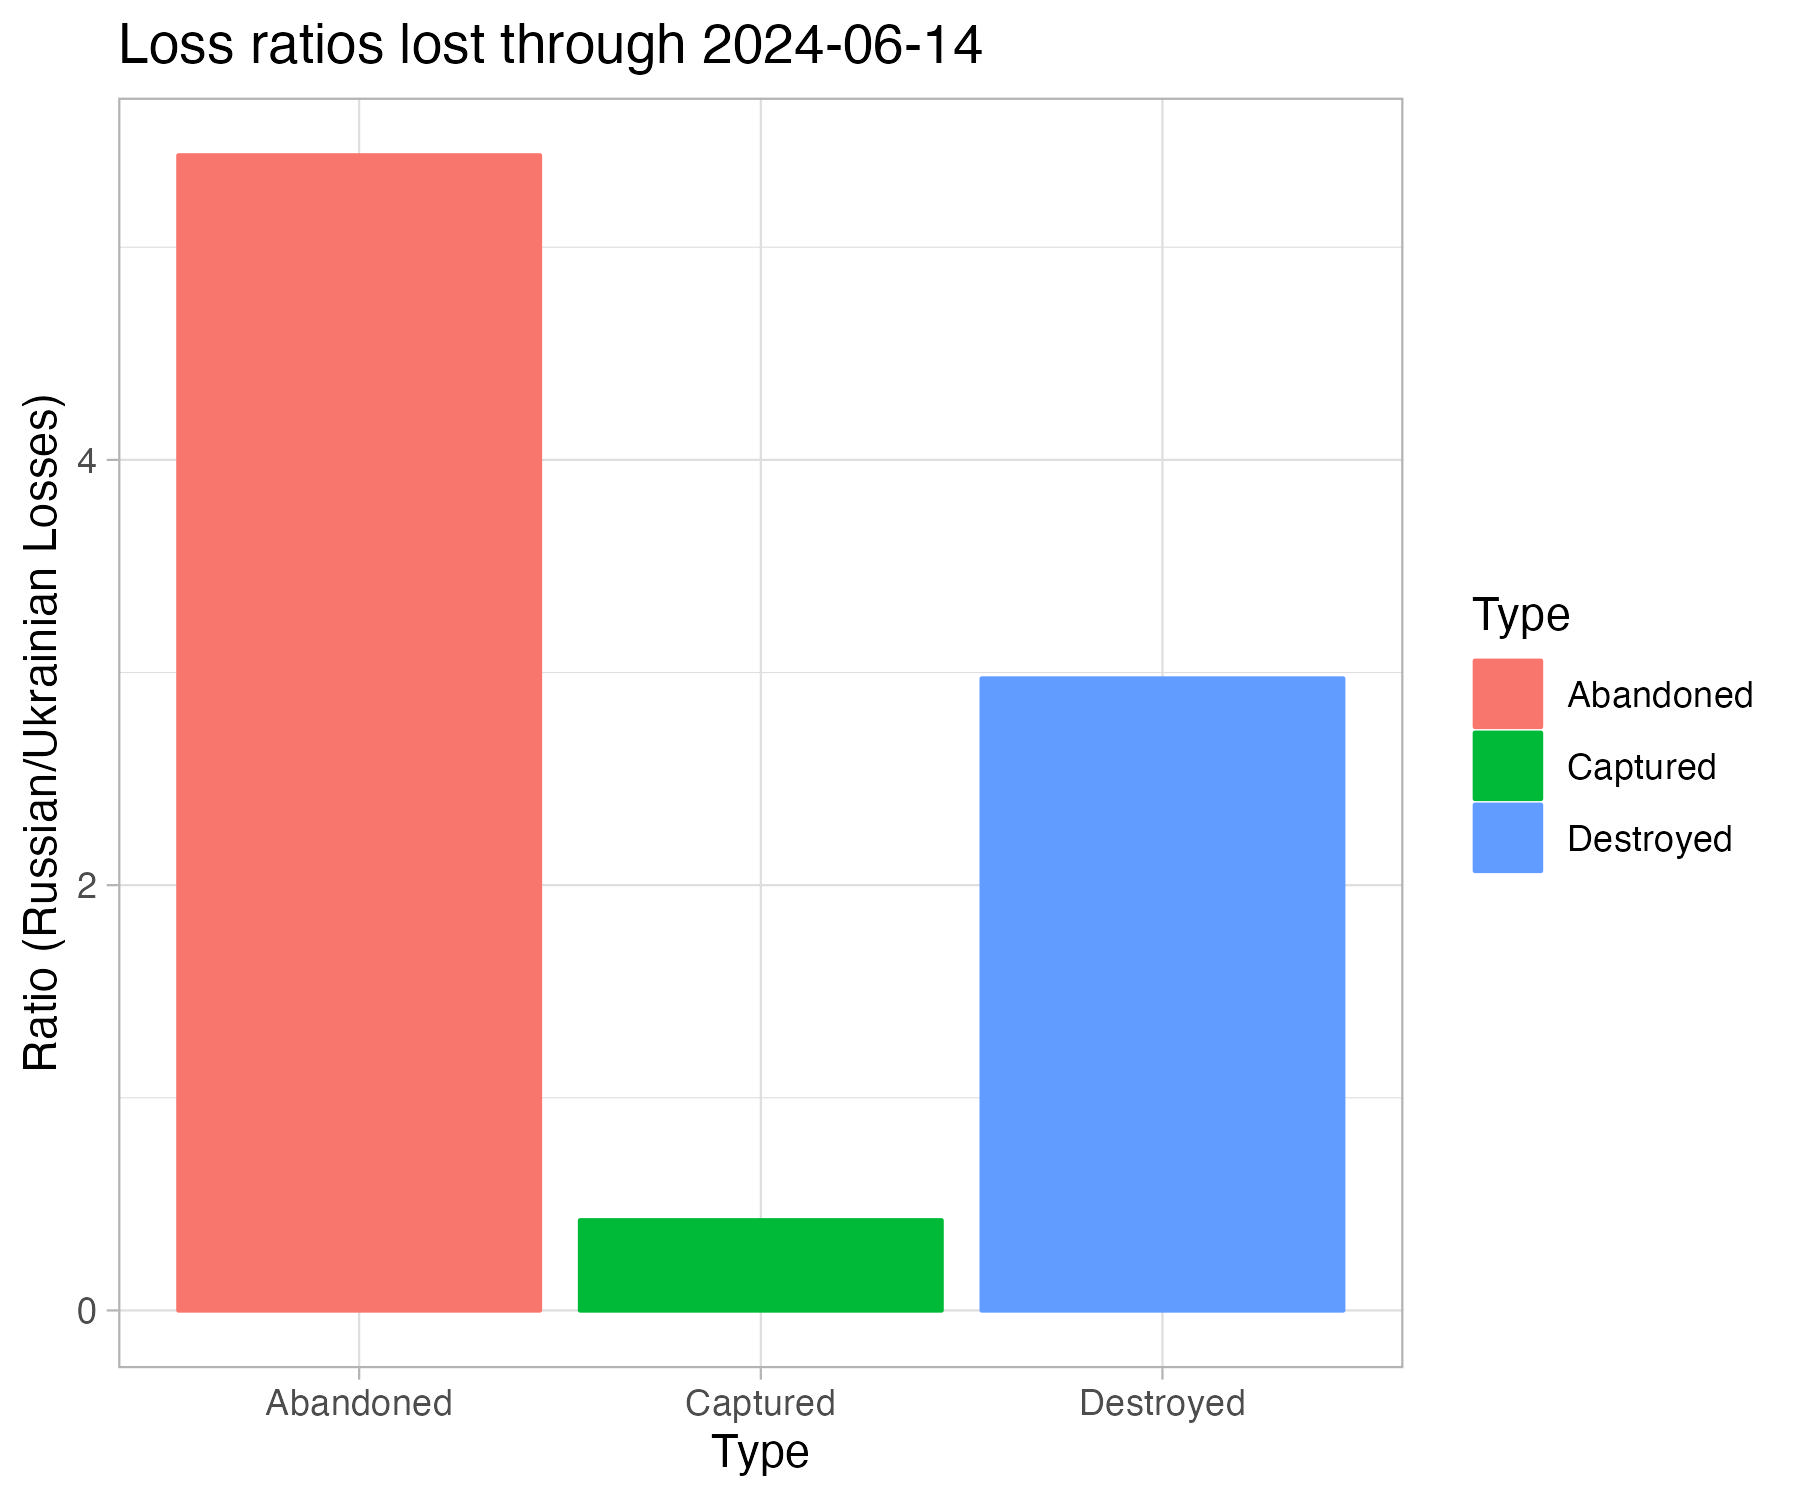 Loss ratios lost through 2024-06-14
Ratio (Russian/Ukrainian Losses)
4
2
0
Abandoned
Captured
Destroyed
Type
Type
Abandoned
Captured
Destroyed